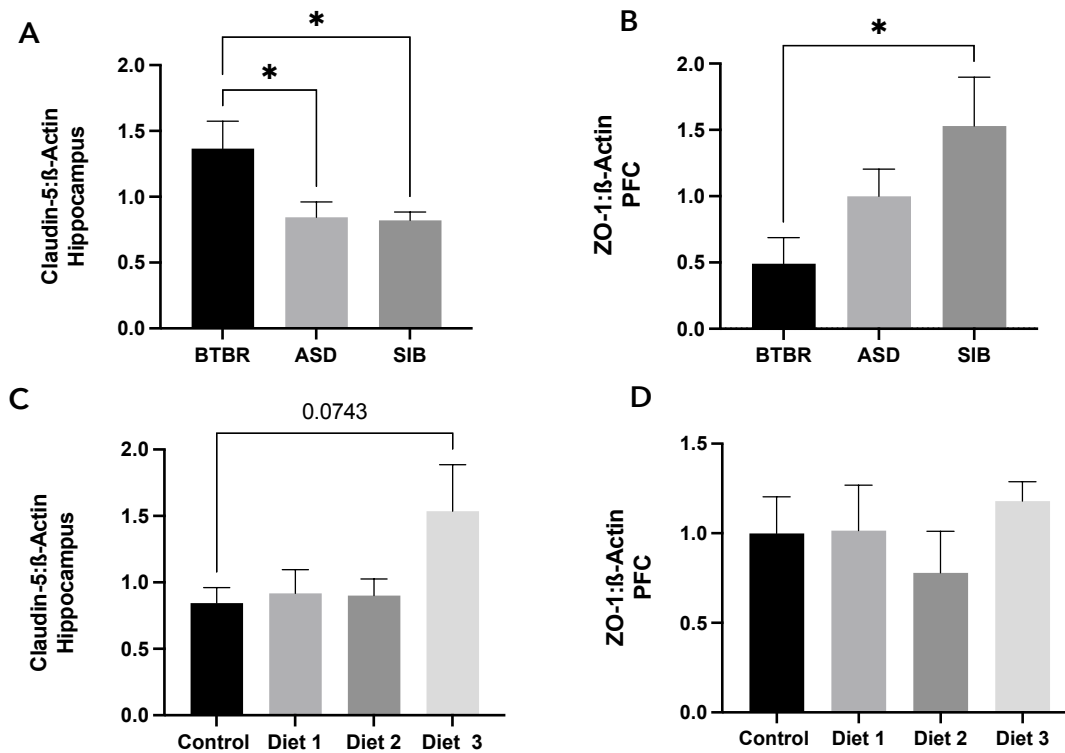 A
*
*
Claudin-5:ß-Actin
Hippocampus
2.0
1.5
1.0
0.5
0.0
BTBR ASD SIB
B
*
ZO-1:ß-Actin
PFC
2.0
1.5
1.0
0.5
0.0
BTBR ASD SIB
C
0.0743
Claudin-5:ß-Actin
Hippocampus
2.0
1.5
1.0
0.5
0.0
Control Diet 1 Diet 2 Diet 3
D
ZO-1:ß-Actin
PFC
1.5
1.0
0.5
0.0
Control Diet 1 Diet 2 Diet 3